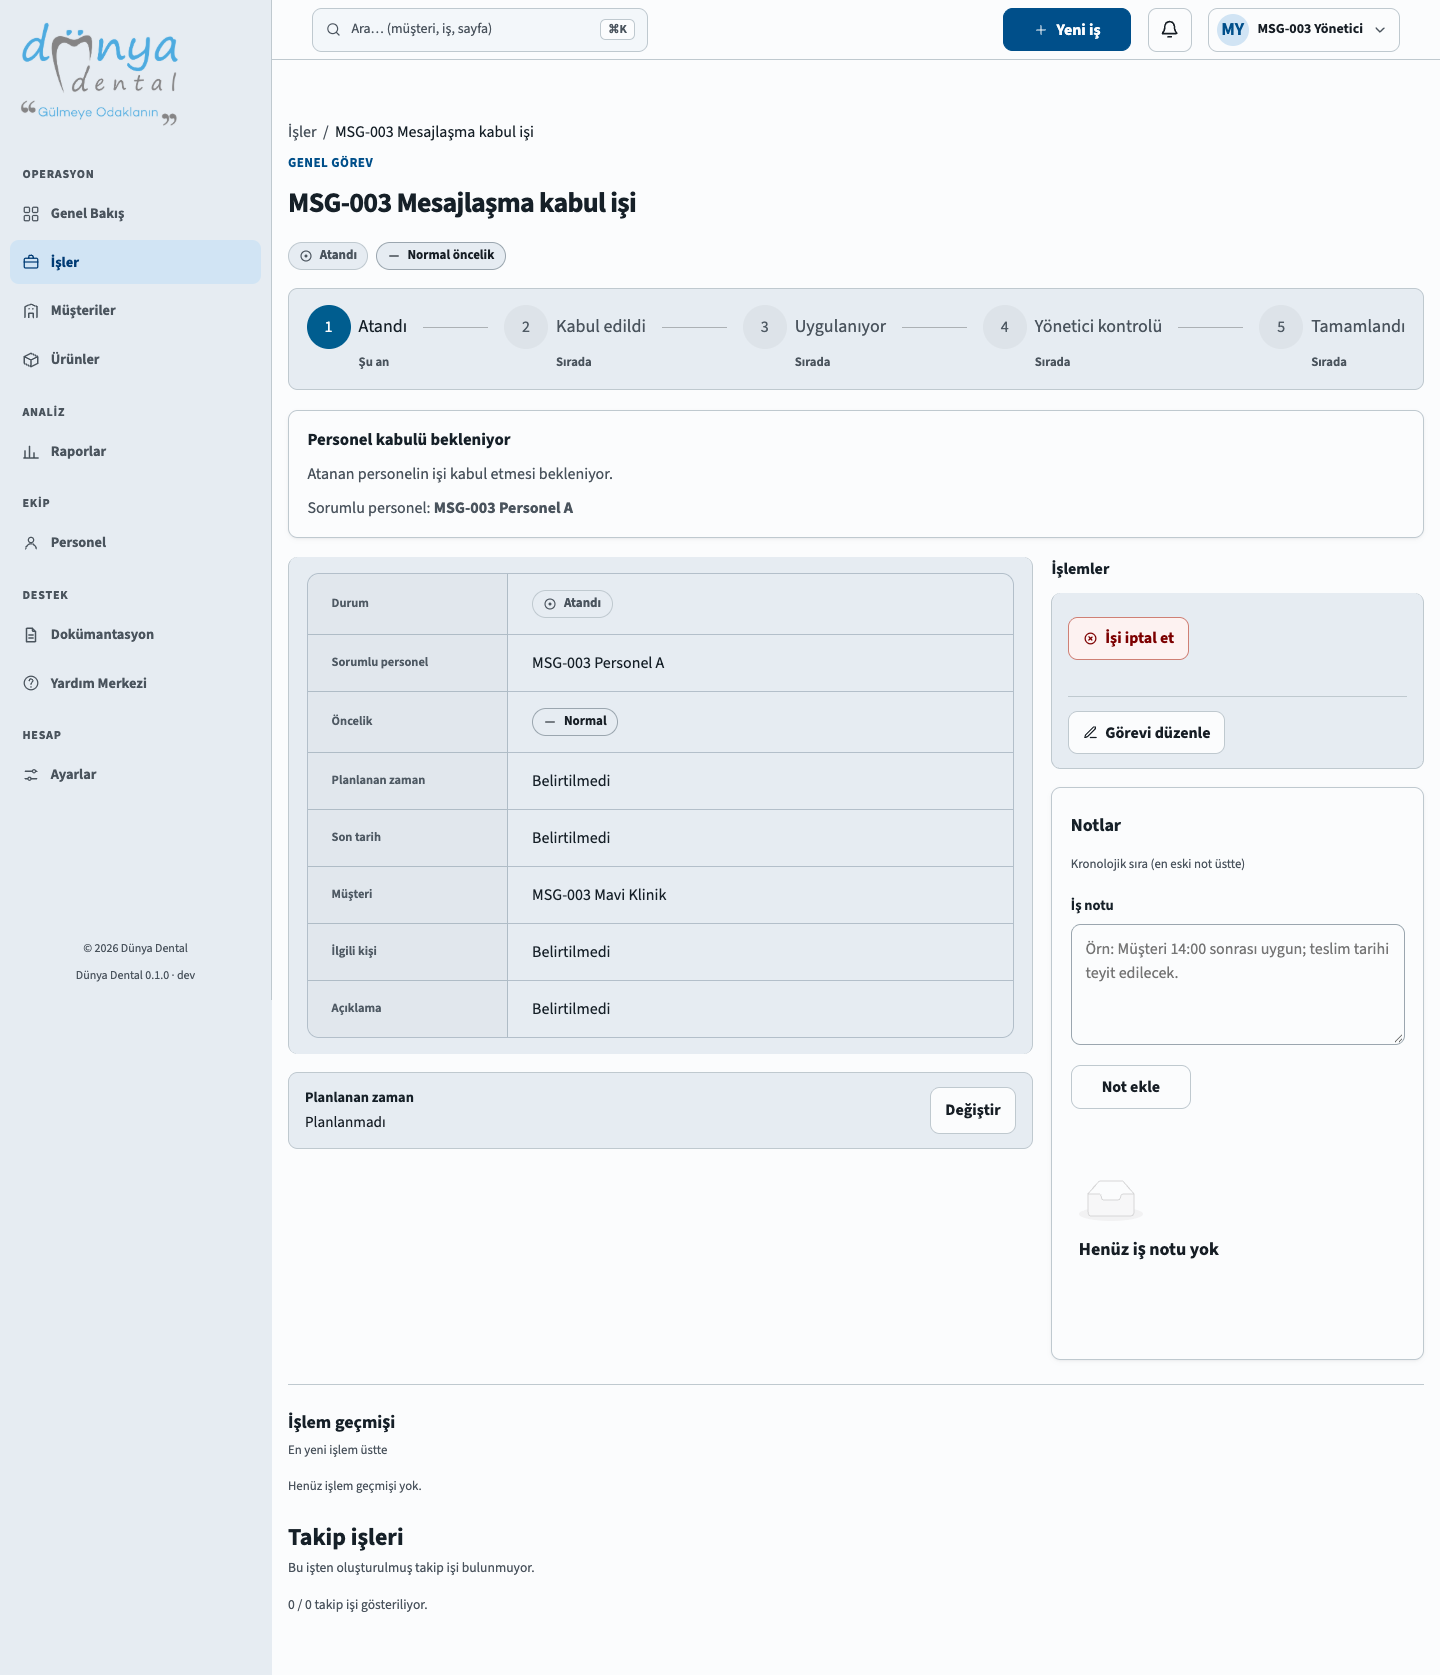 dünya
dental
“Gülmeye Odaklanın”
OPERASYON
Genel Bakış
İşler
Müşteriler
Ürünler
ANALİZ
Raporlar
EKİP
Personel
DESTEK
Dokümantasyon
Yardım Merkezi
HESAP
Ayarlar
© 2026 Dünya Dental
Dünya Dental 0.1.0 · dev
Ara… (müşteri, iş, sayfa)
⌘K
Yeni iş
MY
MSG-003 Yönetici
İşler / MSG-003 Mesajlaşma kabul işi
GENEL GÖREV
MSG-003 Mesajlaşma kabul işi
Atandı
Normal öncelik
1 Atandı
Şu an
2 Kabul edildi
Sırada
3 Uygulanıyor
Sırada
4 Yönetici kontrolü
Sırada
5 Tamamlandı
Sırada
Personel kabulü bekleniyor
Atanan personelin işi kabul etmesi bekleniyor.
Sorumlu personel: MSG-003 Personel A
Durum
Atandı
Sorumlu personel
MSG-003 Personel A
Öncelik
Normal
Planlanan zaman
Belirtilmedi
Son tarih
Belirtilmedi
Müşteri
MSG-003 Mavi Klinik
İlgili kişi
Belirtilmedi
Açıklama
Belirtilmedi
Planlanan zaman
Planlanmadı
Değiştir
İşlemler
İşi iptal et
Görevi düzenle
Notlar
Kronolojik sıra (en eski not üstte)
İş notu
Örn: Müşteri 14:00 sonrası uygun; teslim tarihi
teyit edilecek.
Not ekle
Henüz iş notu yok
İşlem geçmişi
En yeni işlem üstte
Henüz işlem geçmişi yok.
Takip işleri
Bu işten oluşturulmuş takip işi bulunmuyor.
0 / 0 takip işi gösteriliyor.